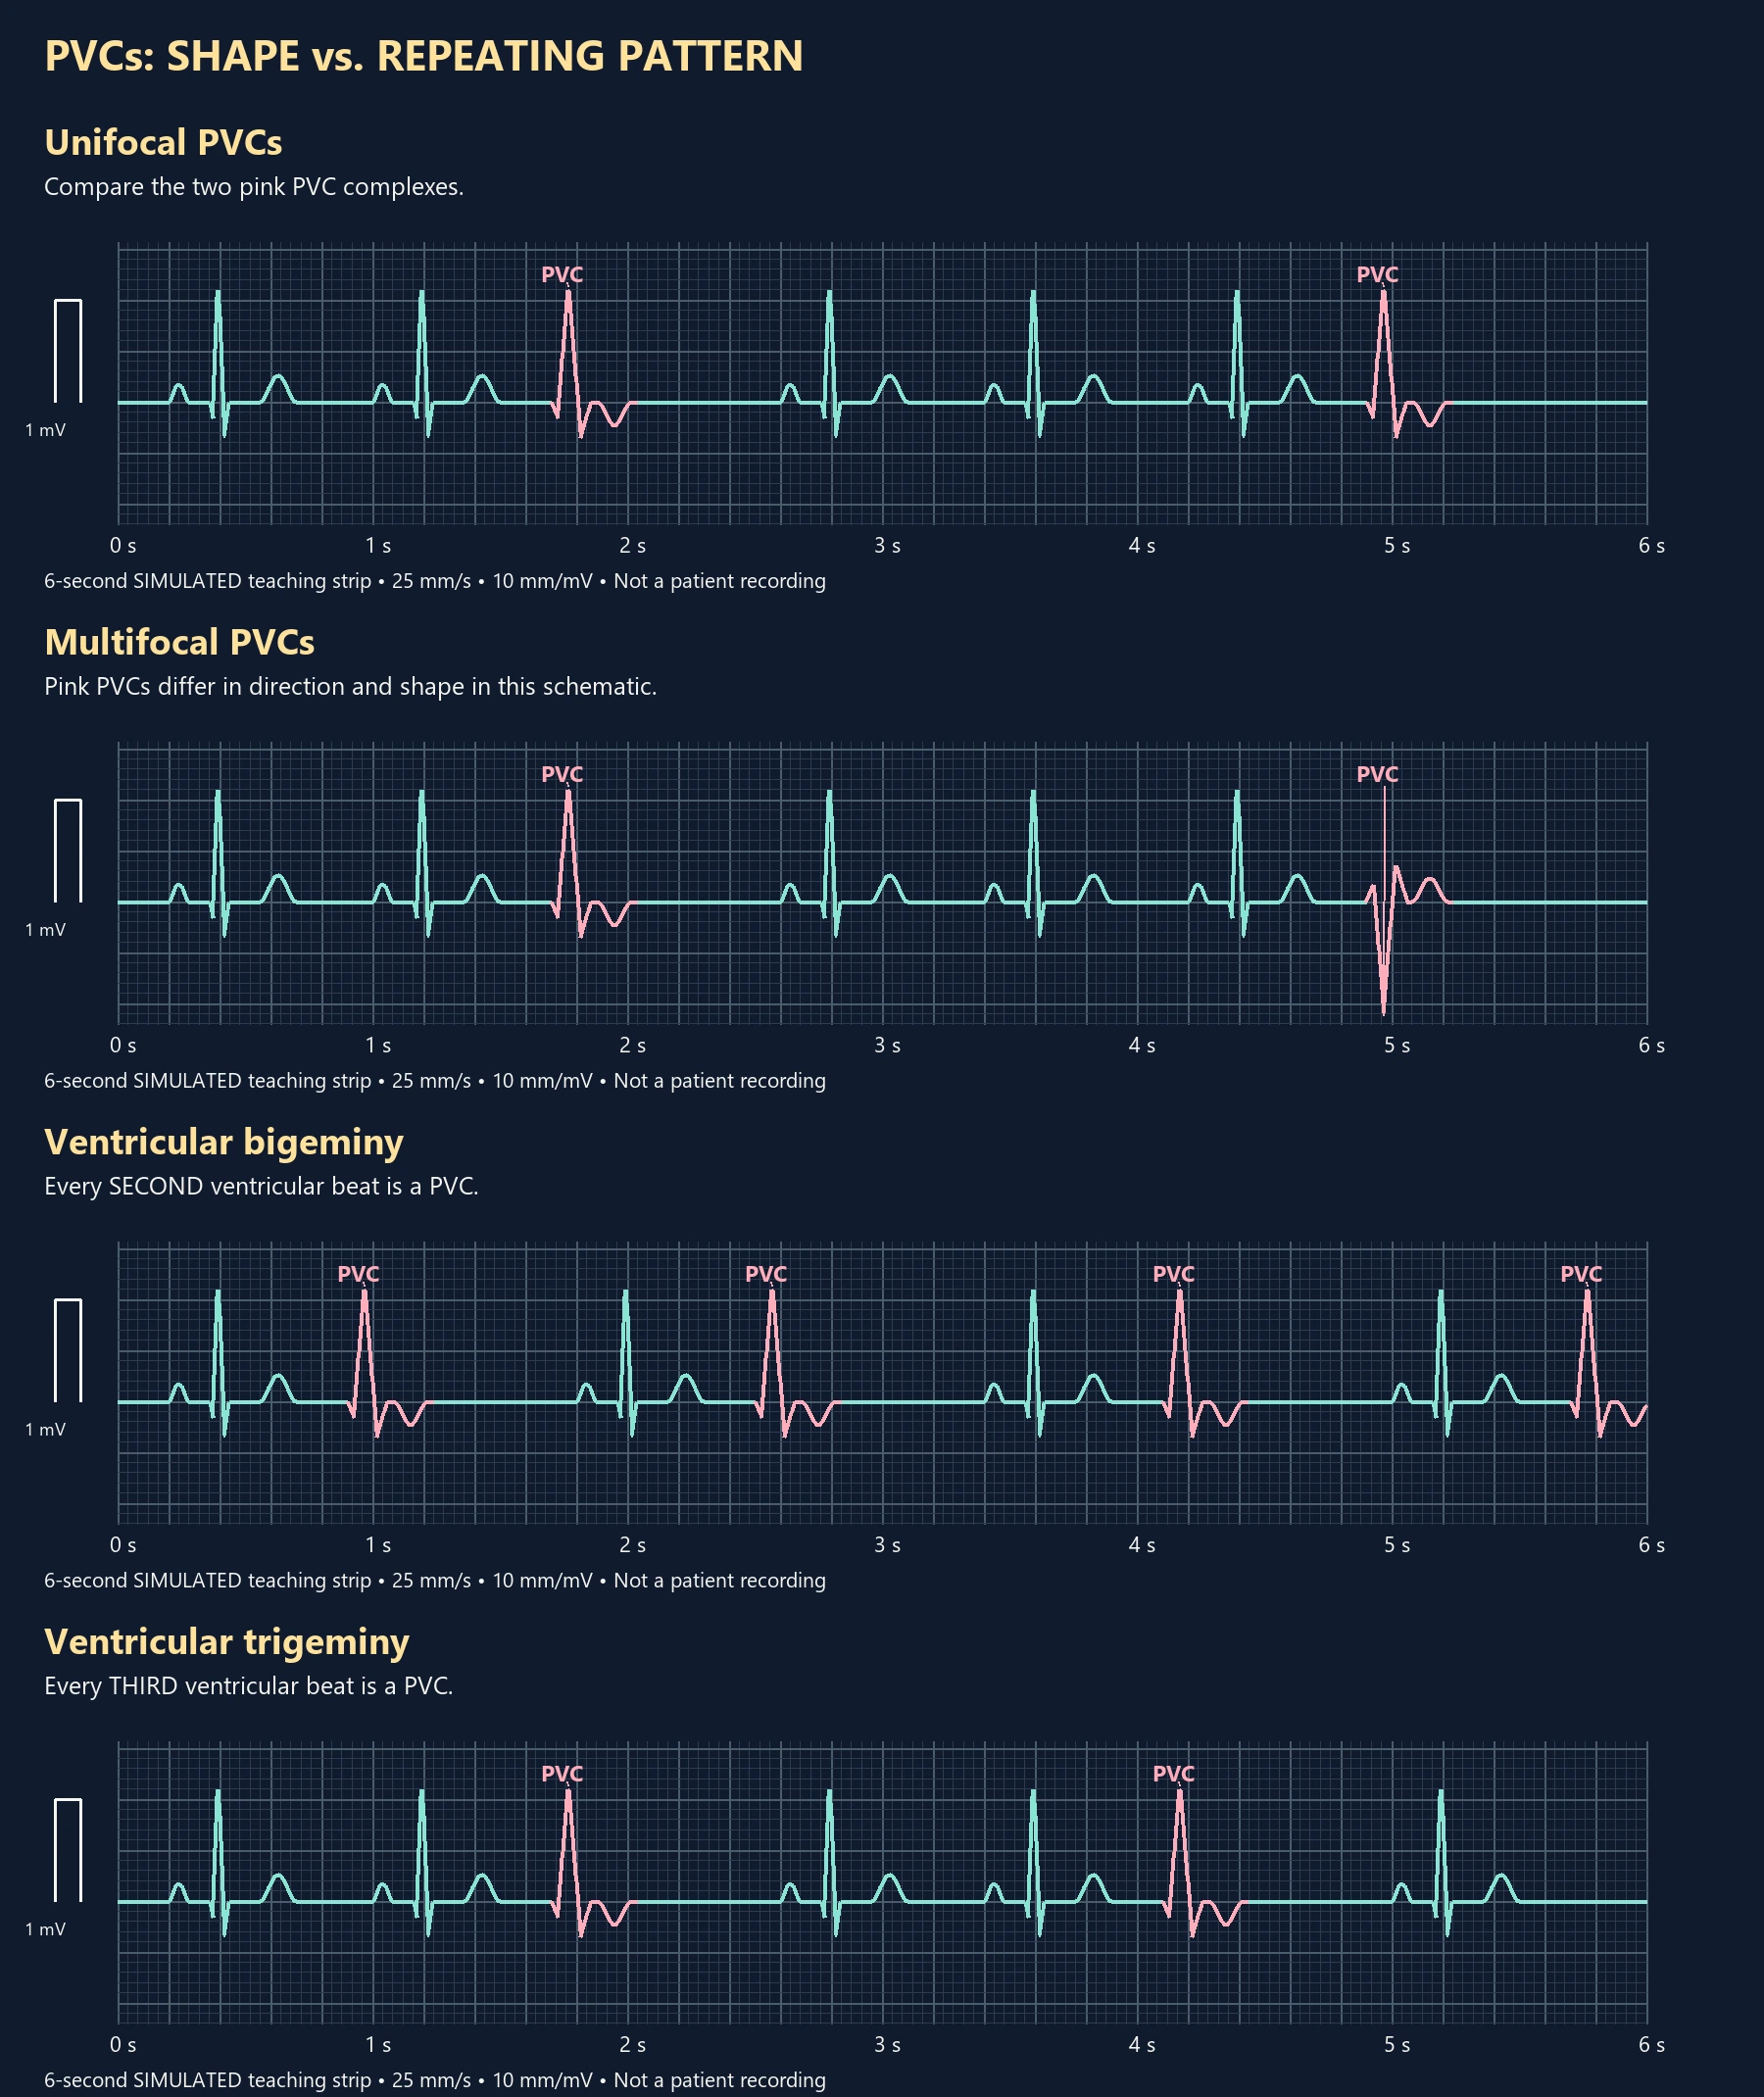 PVCs: SHAPE vs. REPEATING PATTERN
Unifocal PVCs
Compare the two pink PVC complexes.
PVC PVC
1 mV
0 s 1 s 2 s 3 s 4 s 5 s 6 s
6-second SIMULATED teaching strip • 25 mm/s • 10 mm/mV • Not a patient recording
Multifocal PVCs
Pink PVCs differ in direction and shape in this schematic.
PVC PVC
1 mV
0 s 1 s 2 s 3 s 4 s 5 s 6 s
6-second SIMULATED teaching strip • 25 mm/s • 10 mm/mV • Not a patient recording
Ventricular bigeminy
Every SECOND ventricular beat is a PVC.
PVC PVC PVC PVC
1 mV
0 s 1 s 2 s 3 s 4 s 5 s 6 s
6-second SIMULATED teaching strip • 25 mm/s • 10 mm/mV • Not a patient recording
Ventricular trigeminy
Every THIRD ventricular beat is a PVC.
PVC PVC
1 mV
0 s 1 s 2 s 3 s 4 s 5 s 6 s
6-second SIMULATED teaching strip • 25 mm/s • 10 mm/mV • Not a patient recording